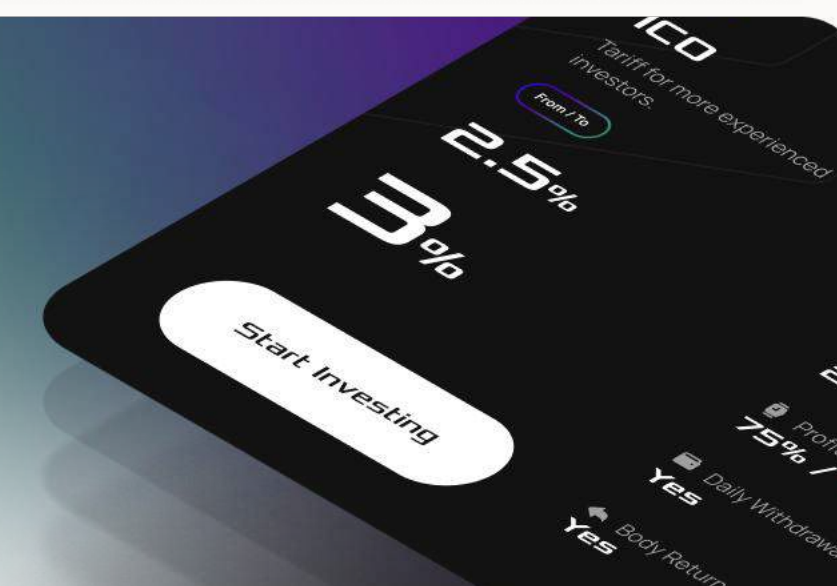 ICO
Tariff for more experienced
investors.
From / To
2.5%
3%
Start Investing
75% /
Daily Withdrawa
Yes
Body Return
Yes